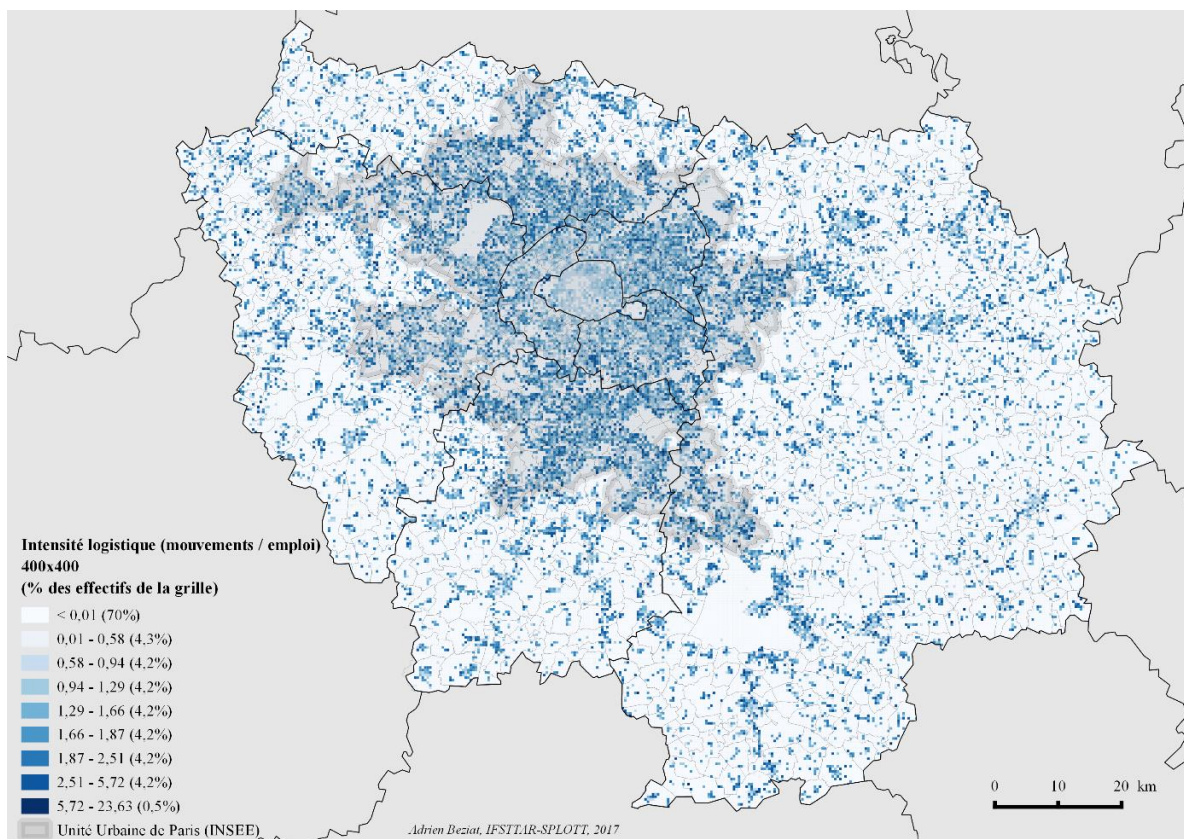 Intensité logistique (mouvements / emploi)
400x400
(% des effectifs de la grille)
< 0,01 (70%)
0,01 - 0,58 (4,3%)
0,58 - 0,94 (4,2%)
0,94 - 1,29 (4,2%)
1,29 - 1,66 (4,2%)
1,66 - 1,87 (4,2%)
1,87 - 2,51 (4,2%)
2,51 - 5,72 (4,2%)
5,72 - 23,63 (0,5%)
Unité Urbaine de Paris (INSEE)
Adrien Beziat, IFSTTAR-SPLOTT, 2017
0 10 20 km